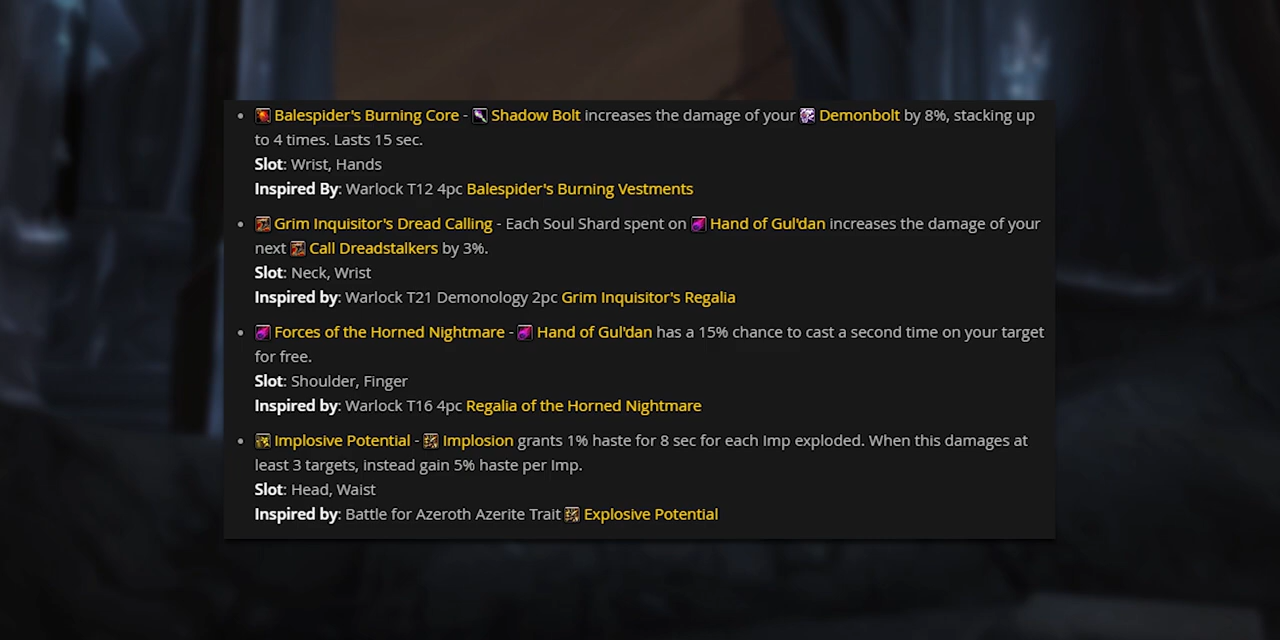 Balespider's Burning Core - Shadow Bolt increases the damage of your Demonbolt by 8%, stacking up
to 4 times. Lasts 15 sec.
Slot: Wrist, Hands
Inspired By: Warlock T12 4pc Balespider's Burning Vestments
Grim Inquisitor's Dread Calling - Each Soul Shard spent on Hand of Gul'dan increases the damage of your
next Call Dreadstalkers by 3%.
Slot: Neck, Wrist
Inspired by: Warlock T21 Demonology 2pc Grim Inquisitor's Regalia
Forces of the Horned Nightmare - Hand of Gul'dan has a 15% chance to cast a second time on your target
for free.
Slot: Shoulder, Finger
Inspired by: Warlock T16 4pc Regalia of the Horned Nightmare
Implosive Potential - Implosion grants 1% haste for 8 sec for each Imp exploded. When this damages at
least 3 targets, instead gain 5% haste per Imp.
Slot: Head, Waist
Inspired by: Battle for Azeroth Azerite Trait Explosive Potential